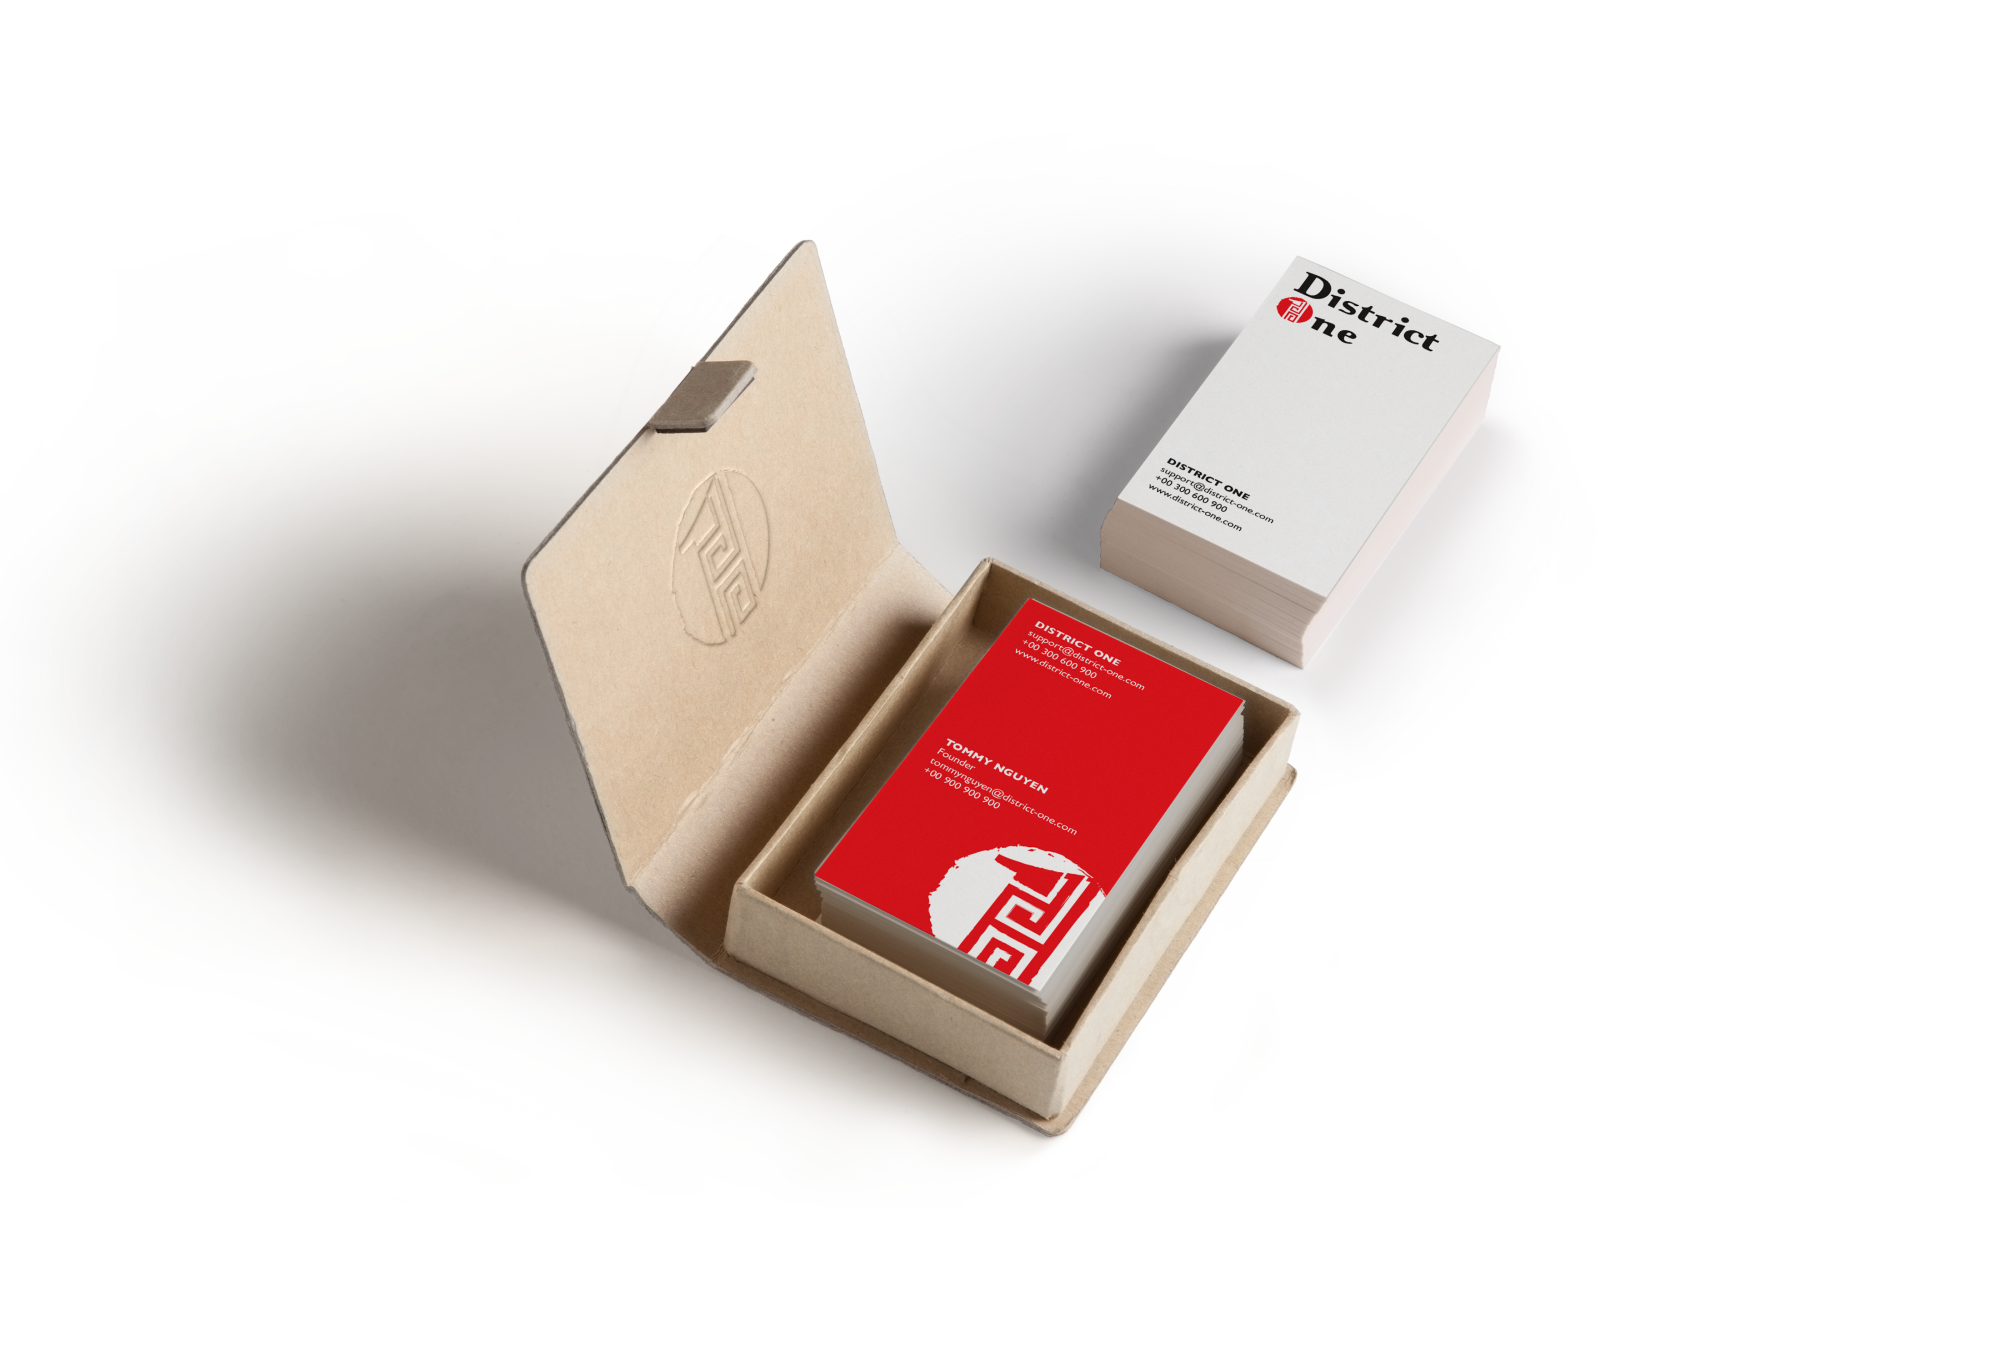 District
One
DISTRICT ONE
support@district-one.com
+00 300 600 900
www.district-one.com
DISTRICT ONE
support@district-one.com
+00 300 600 900
www.district-one.com
TOMMY NGUYEN
Founder
tommynguyen@district-one.com
+00 900 900 900